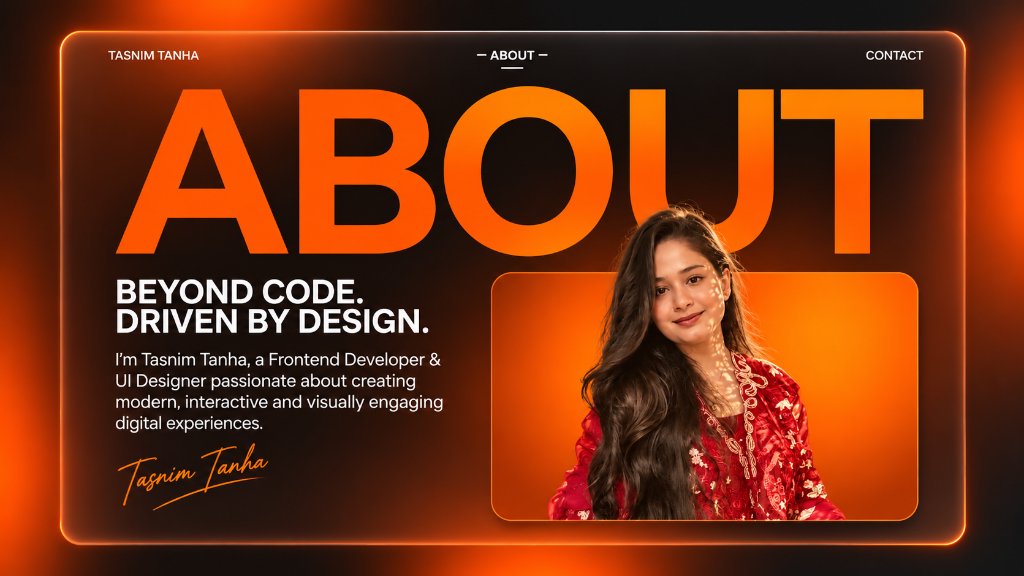 TASNIM TANHA
— ABOUT —
CONTACT
ABOUT
BEYOND CODE.
DRIVEN BY DESIGN.
I'm Tasnim Tanha, a Frontend Developer &
UI Designer passionate about creating
modern, interactive and visually engaging
digital experiences.
Tasnim Tanha